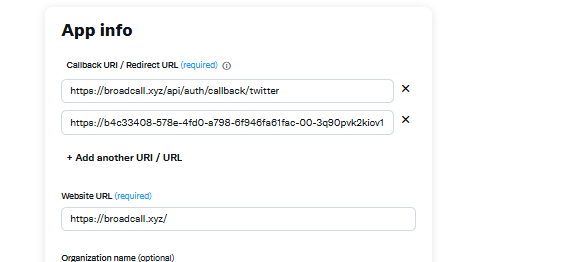 App info
Callback URI / Redirect URL (required)
https://broadcall.xyz/api/auth/callback/twitter
https://b4c33408-578e-4fd0-a798-6f946fa61fac-00-3q90pvk2kiov1
+ Add another URI / URL
Website URL (required)
https://broadcall.xyz/
Organization name (optional)